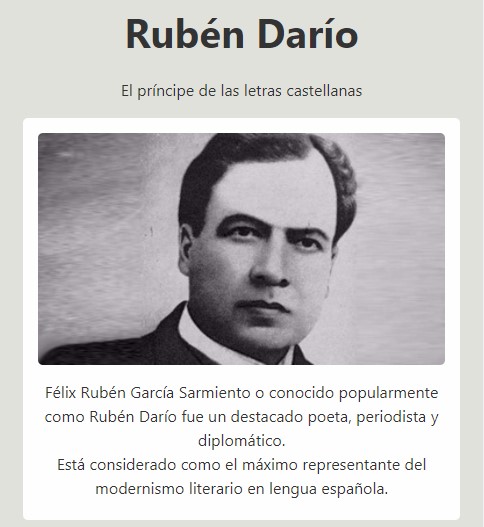 Rubén Darío
El príncipe de las letras castellanas
Félix Rubén García Sarmiento o conocido popularmente
como Rubén Darío fue un destacado poeta, periodista y
diplomático.
Está considerado como el máximo representante del
modernismo literario en lengua española.